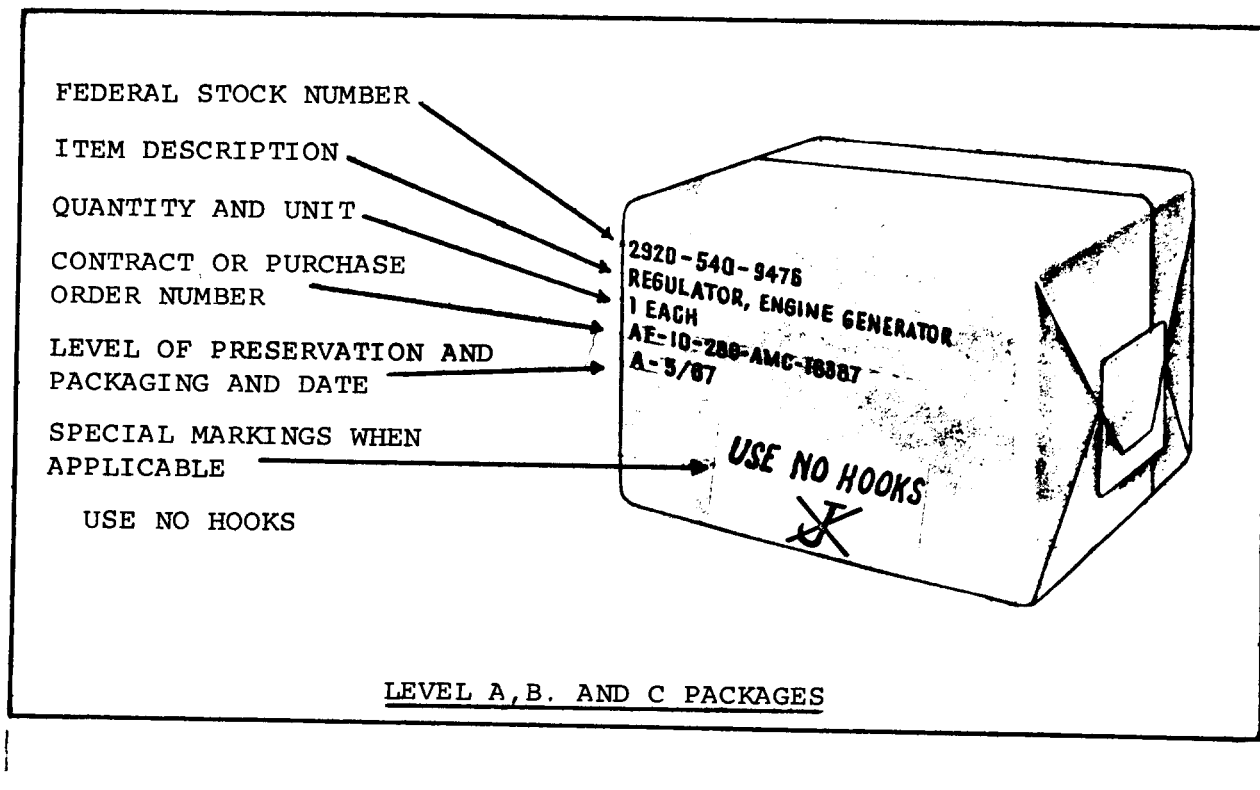 FEDERAL STOCK NUMBER
ITEM DESCRIPTION
QUANTITY AND UNIT
CONTRACT OR PURCHASE
ORDER NUMBER
LEVEL OF PRESERVATION AND
PACKAGING AND DATE
SPECIAL MARKINGS WHEN
APPLICABLE
USE NO HOOKS
2920-540-9476
REGULATOR, ENGINE GENERATOR
1 EACH
A-5/67
USE NO HOOKS
LEVEL A,B. AND C PACKAGES